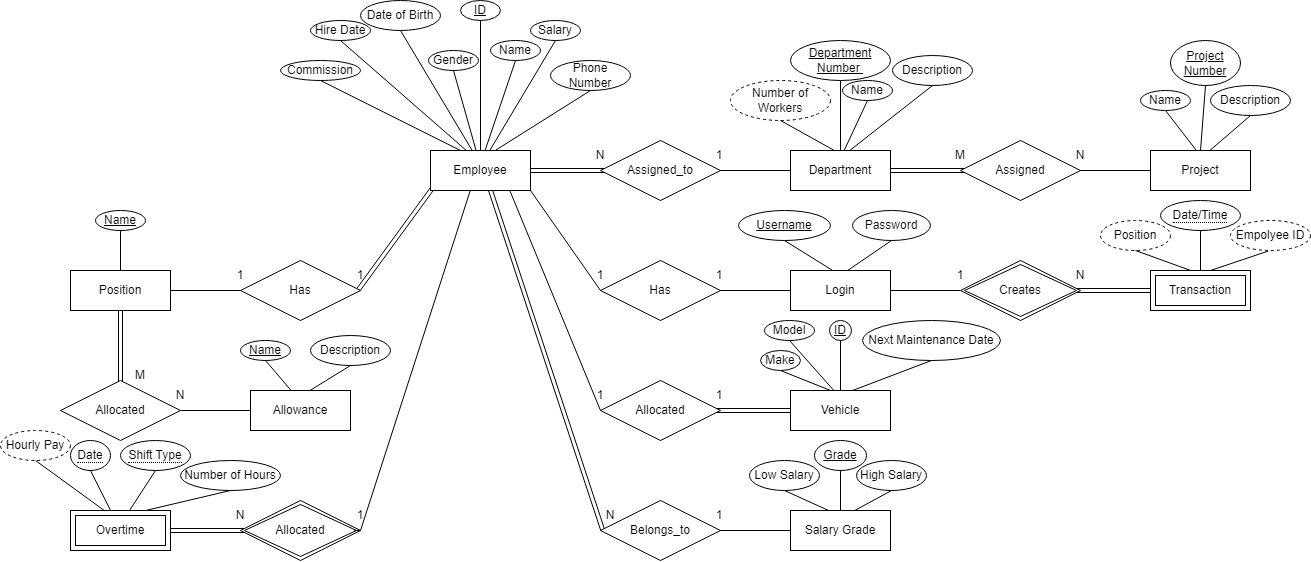 ID
Date of Birth
Hire Date
Salary
Name
Gender
Commission
Phone
Number
Department
Number
Name
Description
Number of
Workers
Project
Number
Name
Description
Employee
N
Assigned_to
1
Department
M
Assigned
N
Project
Name
Position
1
Has
1
1
Has
1
Username
Password
Login
1
Creates
N
Position
Date/Time
Empolyee ID
Transaction
M
Allocated
N
Name
Description
Allowance
1
Allocated
1
Model
ID
Make
Next Maintenance Date
Vehicle
Hourly Pay
Date
Shift Type
Number of Hours
Overtime
N
Allocated
1
N
Belongs_to
1
Low Salary
Grade
High Salary
Salary Grade